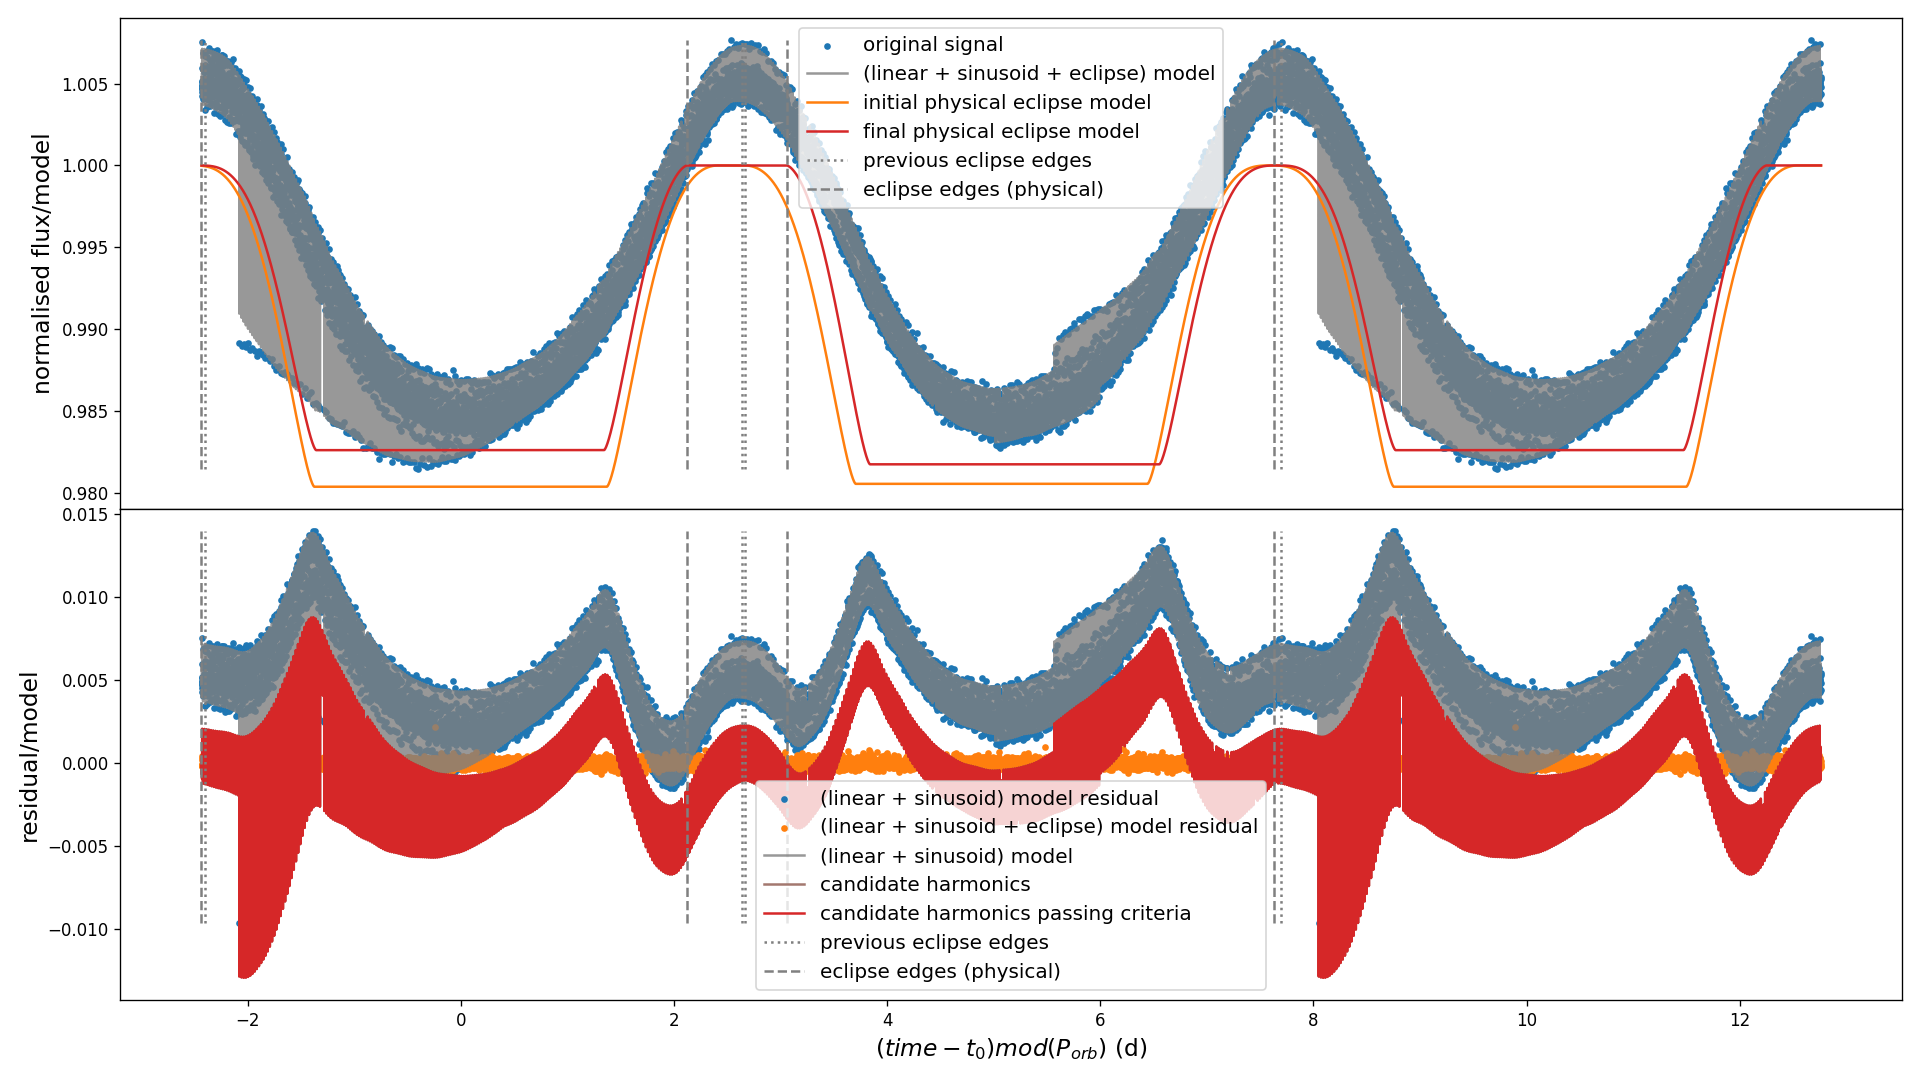 normalised flux/model
1.005
1.000
0.995
0.990
0.985
0.980
original signal
(linear + sinusoid + eclipse) model
initial physical eclipse model
final physical eclipse model
previous eclipse edges
eclipse edges (physical)
residual/model
0.015
0.010
0.005
0.000
−0.005
−0.010
(linear + sinusoid) model residual
(linear + sinusoid + eclipse) model residual
(linear + sinusoid) model
candidate harmonics
candidate harmonics passing criteria
previous eclipse edges
eclipse edges (physical)
−2 0 2 4 6 8 10 12
(time − t₀)mod(P_orb) (d)